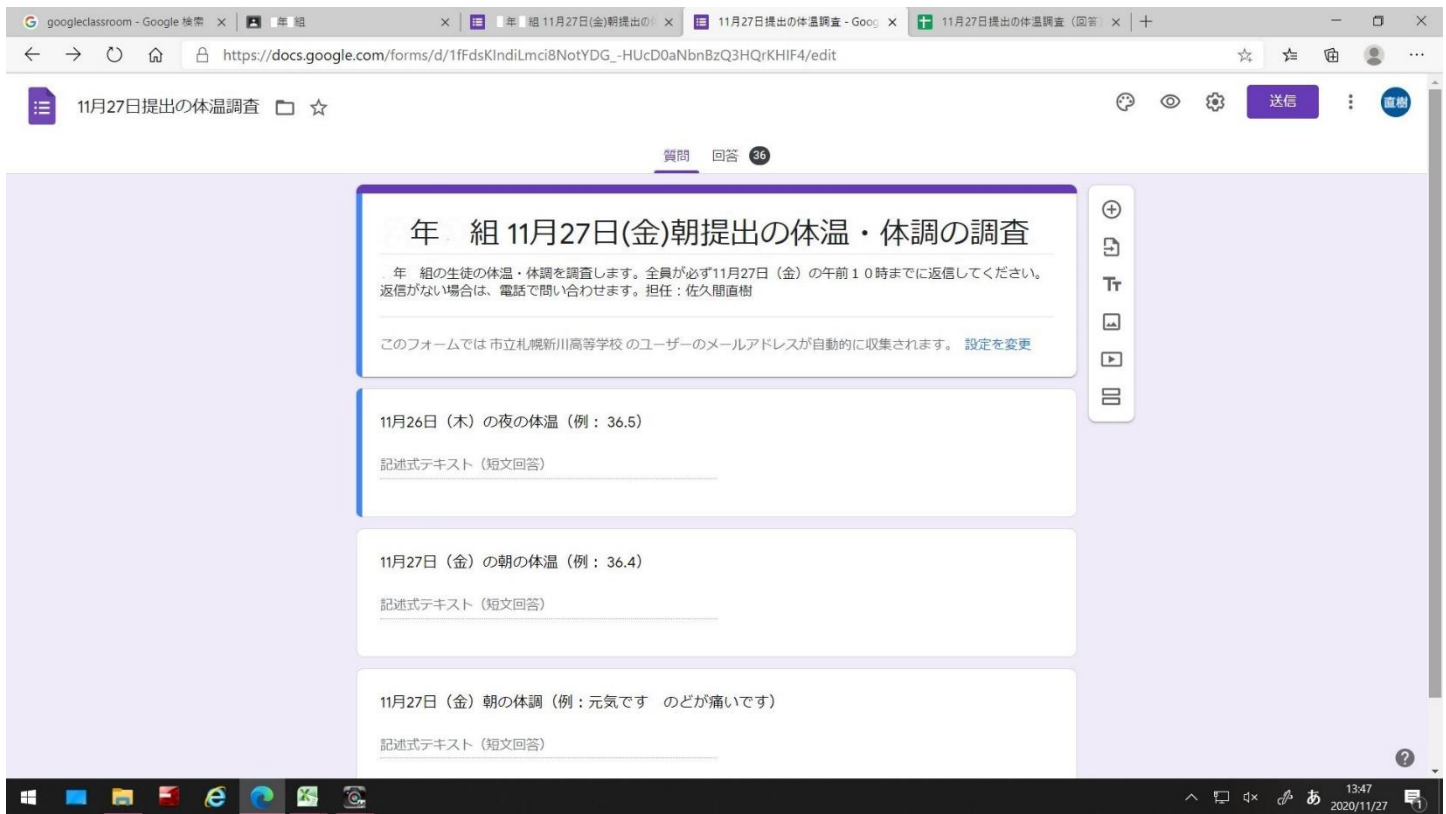 googleclassroom - Google 検索
年 組
年 組 11月27日(金)朝提出の
11月27日提出の体温調査 - Goog
11月27日提出の体温調査（回答）
https://docs.google.com/forms/d/1fFdsKIndiLmci8NotYDG_-HUcD0aNbnBzQ3HQrKHIF4/edit
11月27日提出の体温調査
送信
直樹
質問 回答 36
年 組 11月27日(金)朝提出の体温・体調の調査
年 組の生徒の体温・体調を調査します。全員が必ず11月27日（金）の午前１０時までに返信してください。
返信がない場合は、電話で問い合わせます。担任：佐久間直樹
このフォームでは 市立札幌新川高等学校 のユーザーのメールアドレスが自動的に収集されます。 設定を変更
Tт
11月26日（木）の夜の体温（例： 36.5）
記述式テキスト（短文回答）
11月27日（金）の朝の体温（例： 36.4）
記述式テキスト（短文回答）
11月27日（金）朝の体調（例：元気です　のどが痛いです）
記述式テキスト（短文回答）
あ
13:47
2020/11/27
1